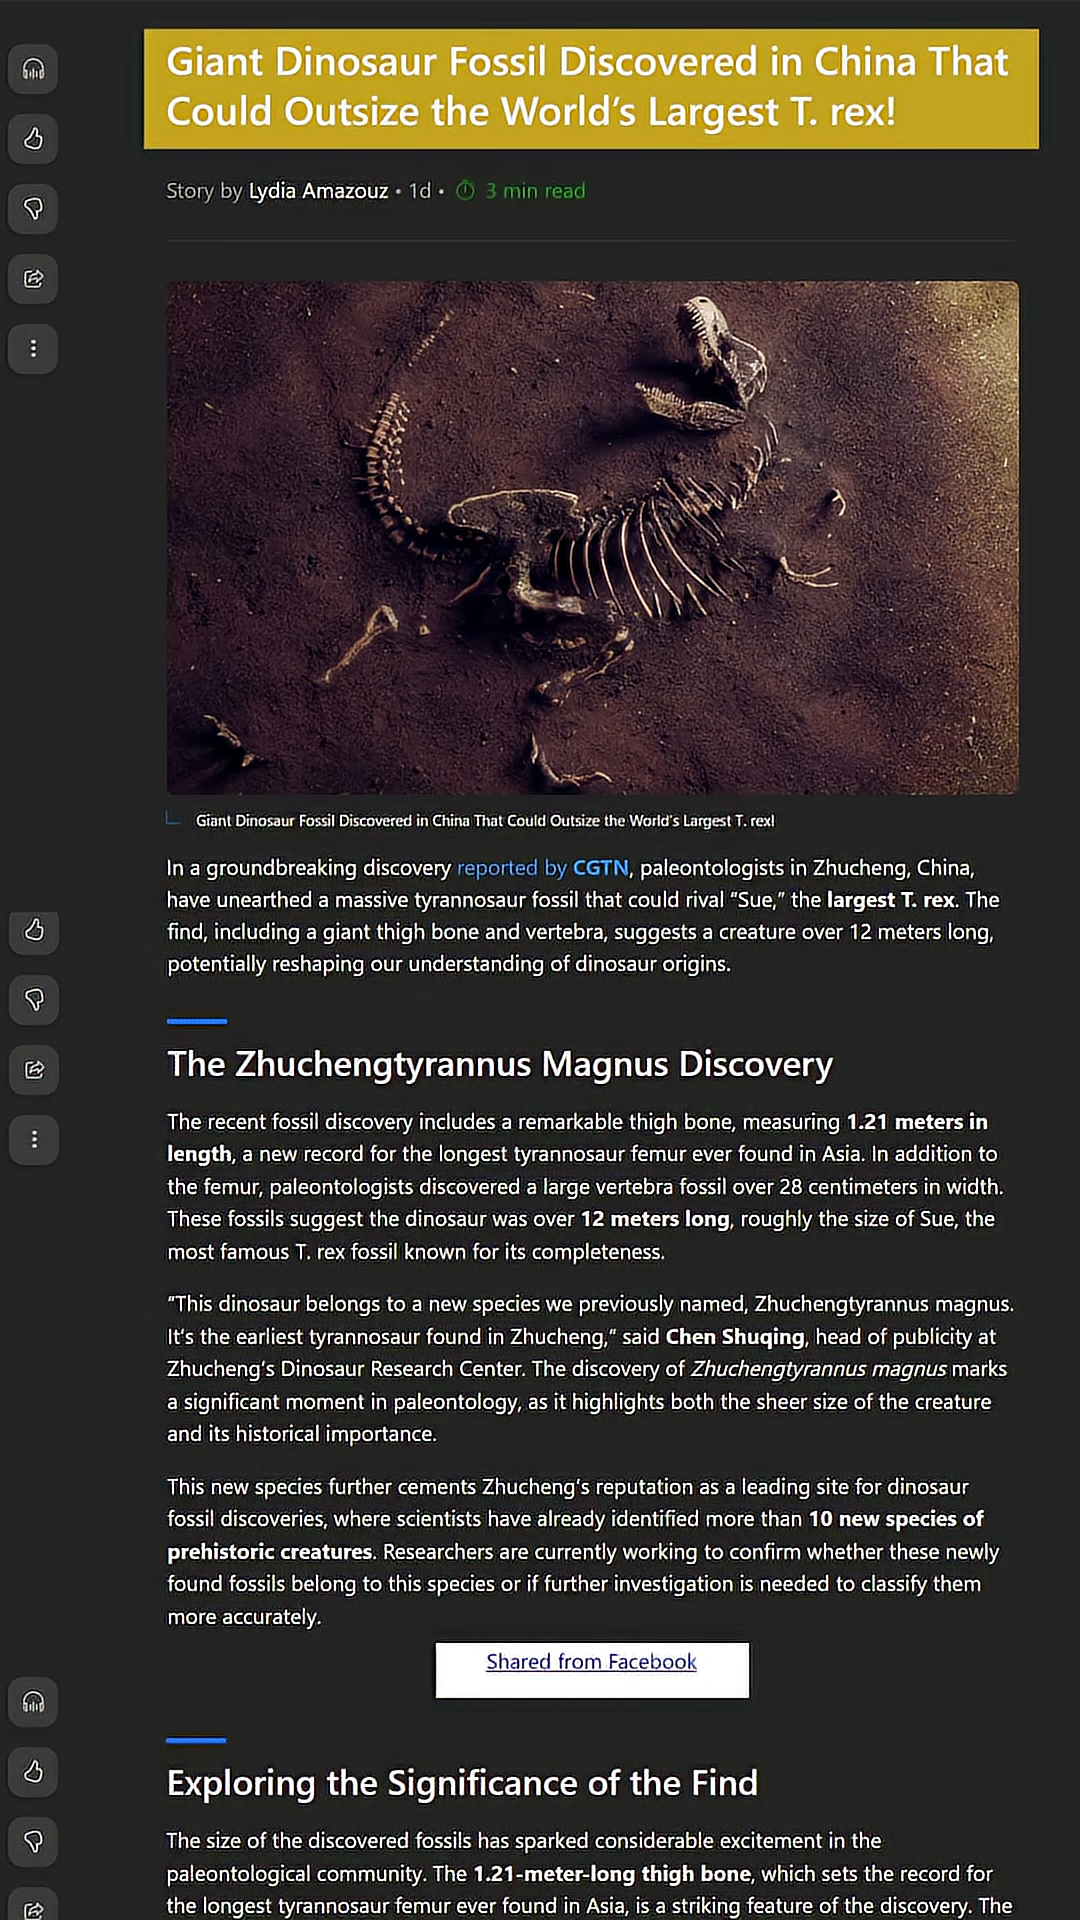 Giant Dinosaur Fossil Discovered in China That
Could Outsize the World's Largest T. rex!
Story by Lydia Amazouz • 1d • 3 min read
Giant Dinosaur Fossil Discovered in China That Could Outsize the World's Largest T. rex!
In a groundbreaking discovery reported by CGTN, paleontologists in Zhucheng, China,
have unearthed a massive tyrannosaur fossil that could rival “Sue,” the largest T. rex. The
find, including a giant thigh bone and vertebra, suggests a creature over 12 meters long,
potentially reshaping our understanding of dinosaur origins.
The Zhuchengtyrannus Magnus Discovery
The recent fossil discovery includes a remarkable thigh bone, measuring 1.21 meters in
length, a new record for the longest tyrannosaur femur ever found in Asia. In addition to
the femur, paleontologists discovered a large vertebra fossil over 28 centimeters in width.
These fossils suggest the dinosaur was over 12 meters long, roughly the size of Sue, the
most famous T. rex fossil known for its completeness.
“This dinosaur belongs to a new species we previously named, Zhuchengtyrannus magnus.
It's the earliest tyrannosaur found in Zhucheng,” said Chen Shuqing, head of publicity at
Zhucheng's Dinosaur Research Center. The discovery of Zhuchengtyrannus magnus marks
a significant moment in paleontology, as it highlights both the sheer size of the creature
and its historical importance.
This new species further cements Zhucheng's reputation as a leading site for dinosaur
fossil discoveries, where scientists have already identified more than 10 new species of
prehistoric creatures. Researchers are currently working to confirm whether these newly
found fossils belong to this species or if further investigation is needed to classify them
more accurately.
Shared from Facebook
Exploring the Significance of the Find
The size of the discovered fossils has sparked considerable excitement in the
paleontological community. The 1.21-meter-long thigh bone, which sets the record for
the longest tyrannosaur femur ever found in Asia, is a striking feature of the discovery. The